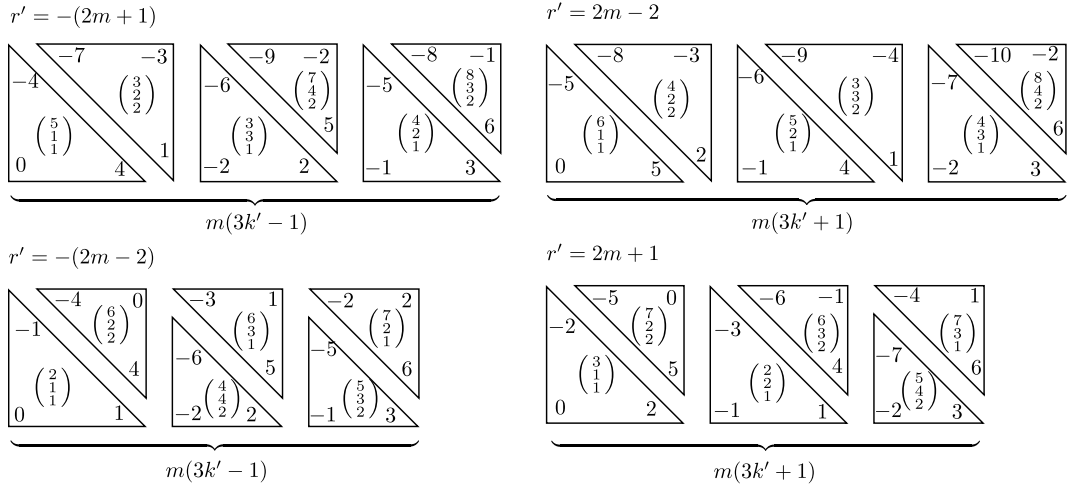 r′ = −(2m + 1)
−7 −3 −9 −2 −8 −1
−4 (3 2 2) −6 (7 4 2) −5 (8 3 2)
(5 1 1) (3 3 1) 5 (4 2 1) 6
0 4 1 −2 2 −1 3
m(3k′ − 1)
r′ = 2m − 2
−8 −3 −9 −4 −10 −2
−5 (4 2 2) −6 (3 3 2) −7 (8 4 2)
(6 1 1) (5 2 1) (4 3 1) 6
0 5 2 −1 4 1 −2 3
m(3k′ + 1)
r′ = −(2m − 2)
−4 0 −3 1 −2 2
−1 (6 2 2) (6 3 1) (7 2 1)
(2 1 1) 4 −6 5 −5 6
0 1 −2 (4 4 2) 2 −1 (5 3 2) 3
m(3k′ − 1)
r′ = 2m + 1
−5 0 −6 −1 −4 1
−2 (7 2 2) −3 (6 3 2) (7 3 1)
(3 1 1) 5 (2 2 1) 4 −7 6
0 2 −1 1 −2 (5 4 2) 3
m(3k′ + 1)